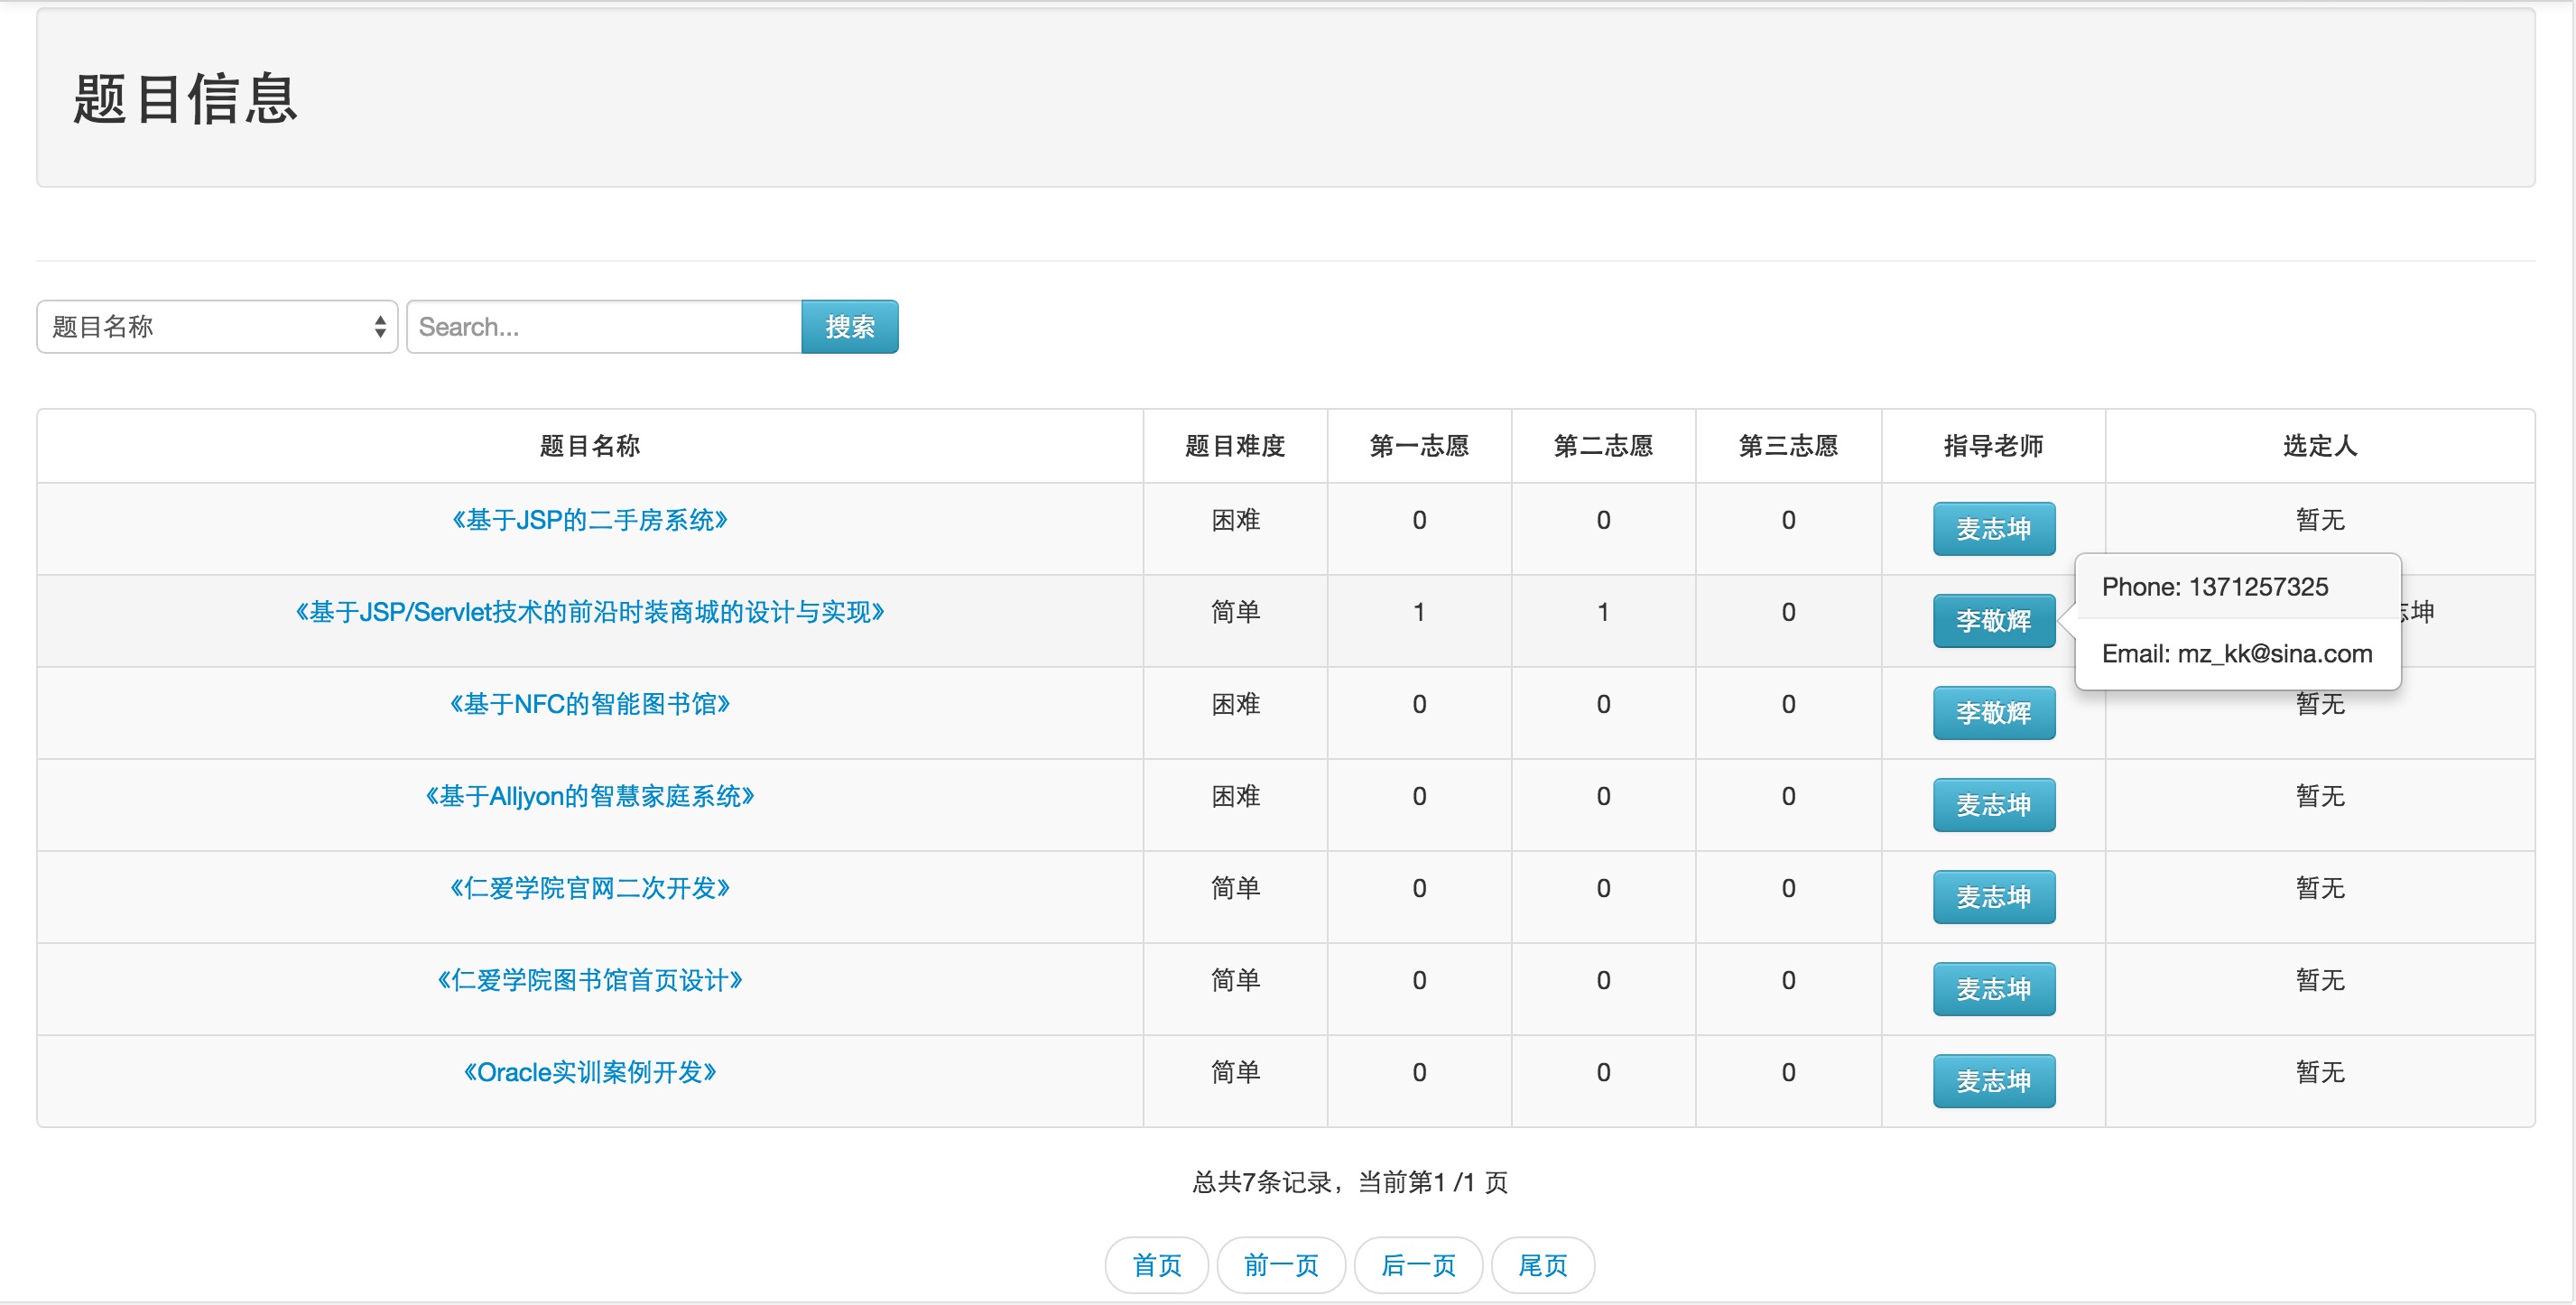 题目信息
题目名称 Search... 搜索
题目名称 题目难度 第一志愿 第二志愿 第三志愿 指导老师 选定人
《基于JSP的二手房系统》 困难 0 0 0 麦志坤 暂无
Phone: 1371257325
《基于JSP/Servlet技术的前沿时装商城的设计与实现》 简单 1 1 0 李敬辉 坤
Email: mz_kk@sina.com
《基于NFC的智能图书馆》 困难 0 0 0 李敬辉 暂无
《基于Alljyon的智慧家庭系统》 困难 0 0 0 麦志坤 暂无
《仁爱学院官网二次开发》 简单 0 0 0 麦志坤 暂无
《仁爱学院图书馆首页设计》 简单 0 0 0 麦志坤 暂无
《Oracle实训案例开发》 简单 0 0 0 麦志坤 暂无
总共7条记录，当前第1 /1 页
首页 前一页 后一页 尾页